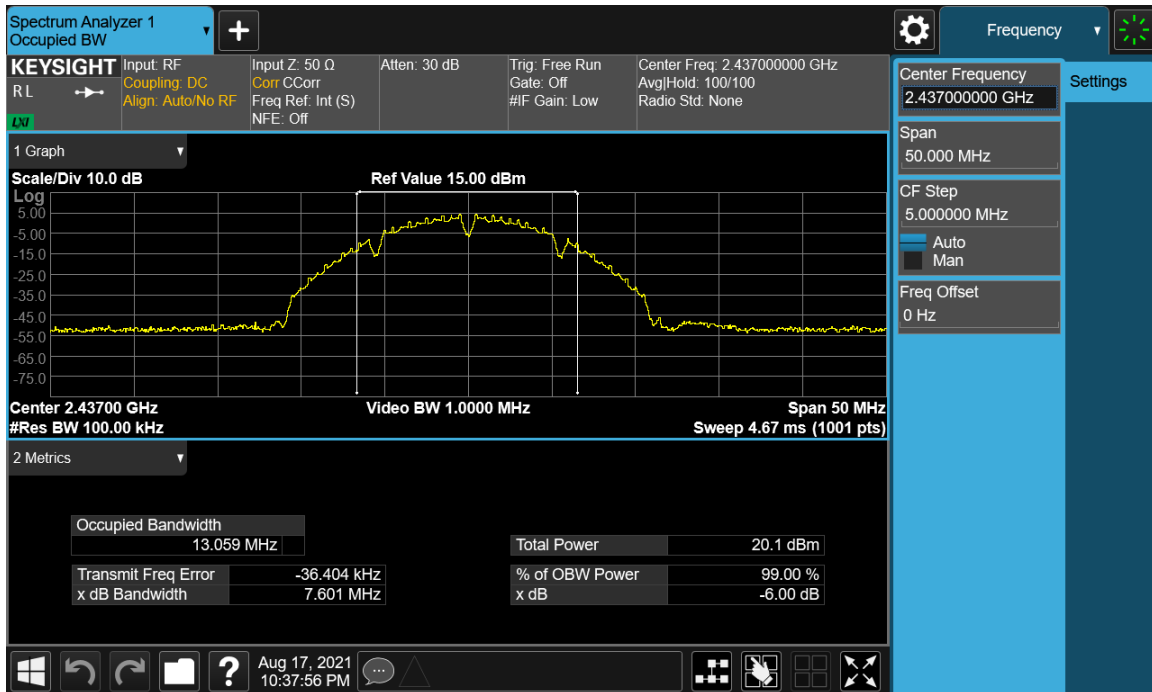 Spectrum Analyzer 1
Occupied BW
Frequency
KEYSIGHT
R L
LXI
Input: RF
Coupling: DC
Align: Auto/No RF
Input Z: 50 Ω
Corr CCorr
Freq Ref: Int (S)
NFE: Off
Atten: 30 dB
Trig: Free Run
Gate: Off
#IF Gain: Low
Center Freq: 2.437000000 GHz
Avg|Hold: 100/100
Radio Std: None
Center Frequency
2.437000000 GHz
Settings
Span
50.000 MHz
CF Step
5.000000 MHz
Auto
Man
Freq Offset
0 Hz
1 Graph
Scale/Div 10.0 dB
Ref Value 15.00 dBm
Log
5.00
-5.00
-15.0
-25.0
-35.0
-45.0
-55.0
-65.0
-75.0
Center 2.43700 GHz
Video BW 1.0000 MHz
Span 50 MHz
#Res BW 100.00 kHz
Sweep 4.67 ms (1001 pts)
2 Metrics
Occupied Bandwidth
13.059 MHz
Total Power 20.1 dBm
Transmit Freq Error -36.404 kHz
% of OBW Power 99.00 %
x dB Bandwidth 7.601 MHz
x dB -6.00 dB
?
Aug 17, 2021
10:37:56 PM